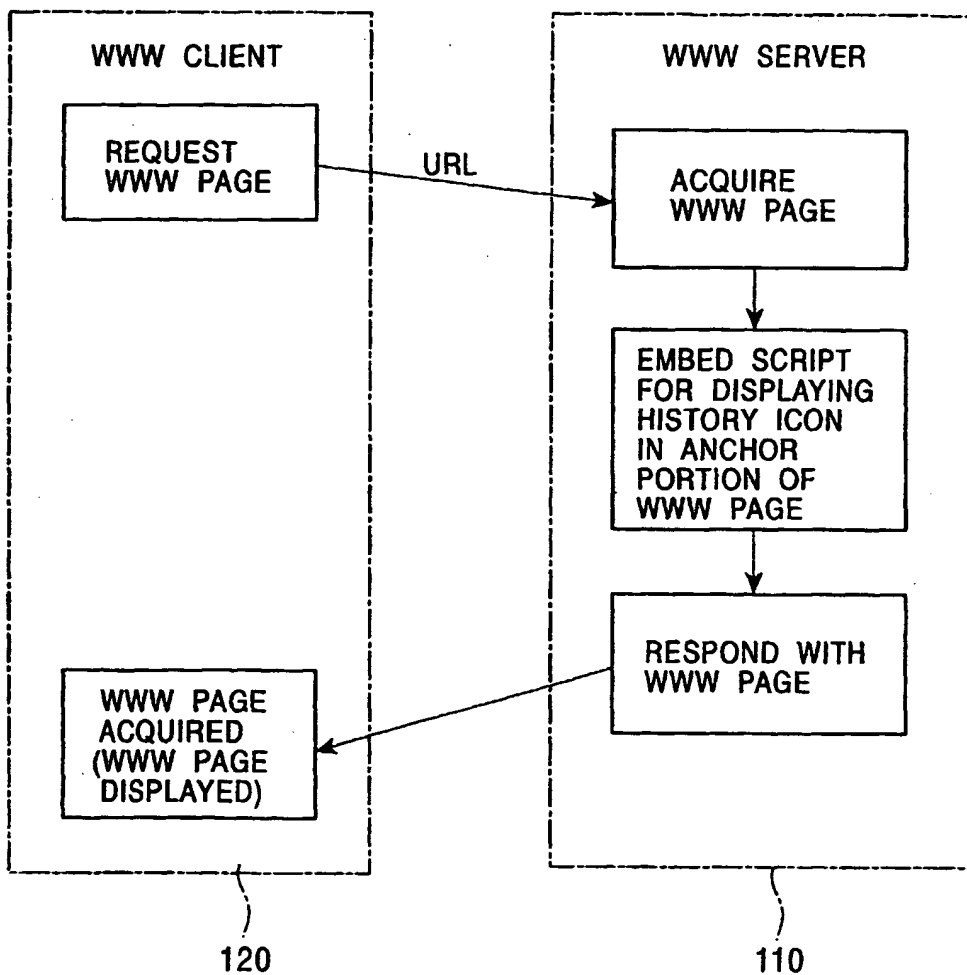 WWW CLIENT
REQUEST
WWW PAGE
URL
WWW SERVER
ACQUIRE
WWW PAGE
EMBED SCRIPT
FOR DISPLAYING
HISTORY ICON
IN ANCHOR
PORTION OF
WWW PAGE
RESPOND WITH
WWW PAGE
WWW PAGE
ACQUIRED
(WWW PAGE
DISPLAYED)
120
110